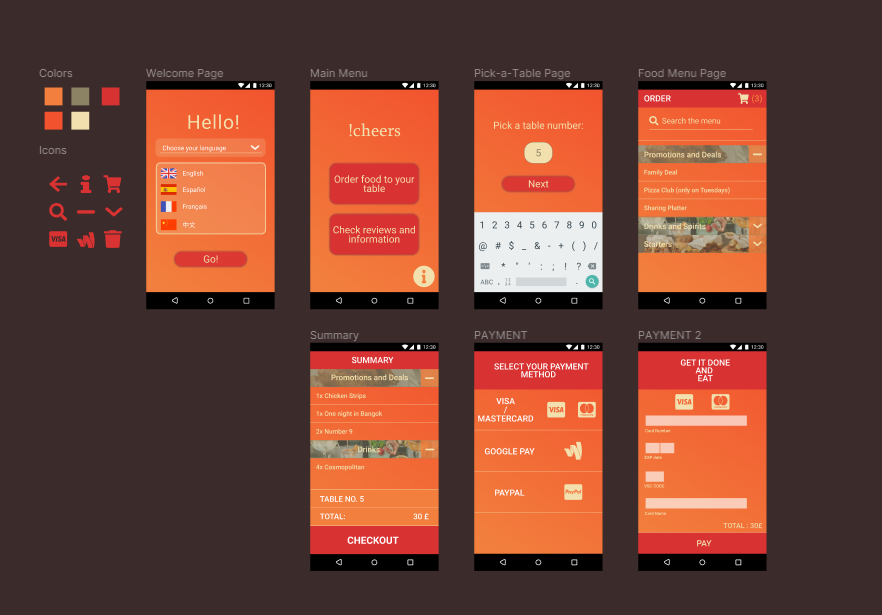 Colors
Icons
VISA
Welcome Page
12:30
Hello!
Choose your language
English
Español
Français
中文
Go!
Main Menu
12:30
!cheers
Order food to your
table
Check reviews and
information
Pick-a-Table Page
12:30
Pick a table number:
5
Next
1 2 3 4 5 6 7 8 9 0
@ # $ _ & - + ( ) /
* " ' : ; ! ?
ABC , .
Food Menu Page
12:30
ORDER (3)
Search the menu
Promotions and Deals
Family Deal
Pizza Club (only on Tuesdays)
Sharing Platter
Drinks and Spirits
Starters
Summary
12:30
SUMMARY
Promotions and Deals
1x Chicken Strips
1x One night in Bangok
2x Number 9
Drinks
4x Cosmopolitan
TABLE NO. 5
TOTAL: 30 £
CHECKOUT
PAYMENT
12:30
SELECT YOUR PAYMENT
METHOD
VISA
/
MASTERCARD
VISA
GOOGLE PAY
PAYPAL
PayPal
PAYMENT 2
12:30
GET IT DONE
AND
EAT
VISA
Card Number
EXP date
Card Name
TOTAL : 30£
PAY